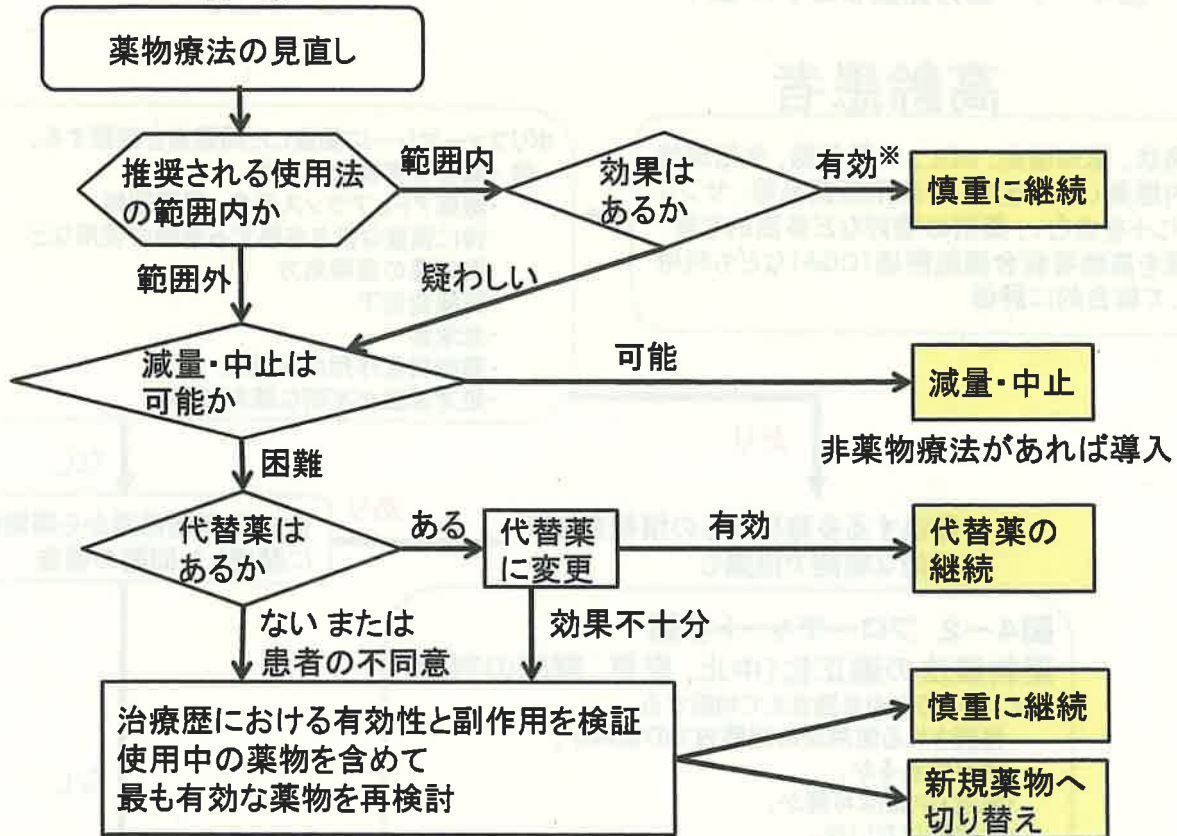 薬物療法の見直し
推奨される使用法
の範囲内か
範囲内
効果は
あるか
有効※
慎重に継続
範囲外
疑わしい
減量・中止は
可能か
可能
減量・中止
非薬物療法があれば導入
困難
代替薬は
あるか
ある
代替薬
に変更
有効
代替薬の
継続
ない または
患者の不同意
効果不十分
治療歴における有効性と副作用を検証
使用中の薬物を含めて
最も有効な薬物を再検討
慎重に継続
新規薬物へ
切り替え
高齢患者